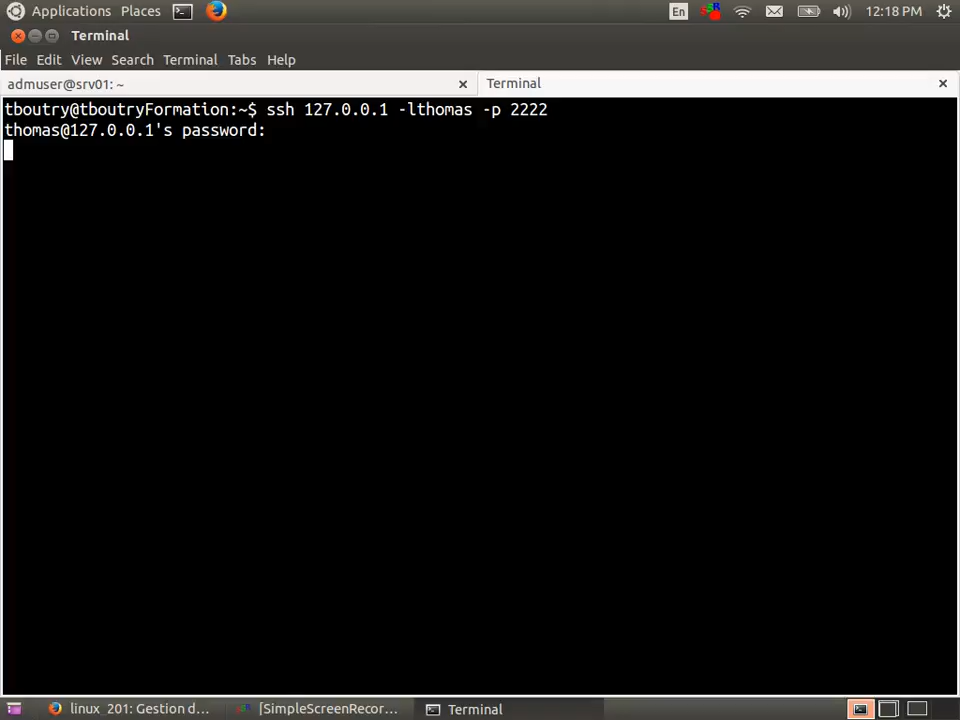 Applications Places En 12:18 PM
Terminal
File Edit View Search Terminal Tabs Help
admuser@srv01: ~ × Terminal ×
tboutry@tboutryFormation:~$ ssh 127.0.0.1 -lthomas -p 2222
thomas@127.0.0.1's password:
linux_201: Gestion d... [SimpleScreenRecor... Terminal